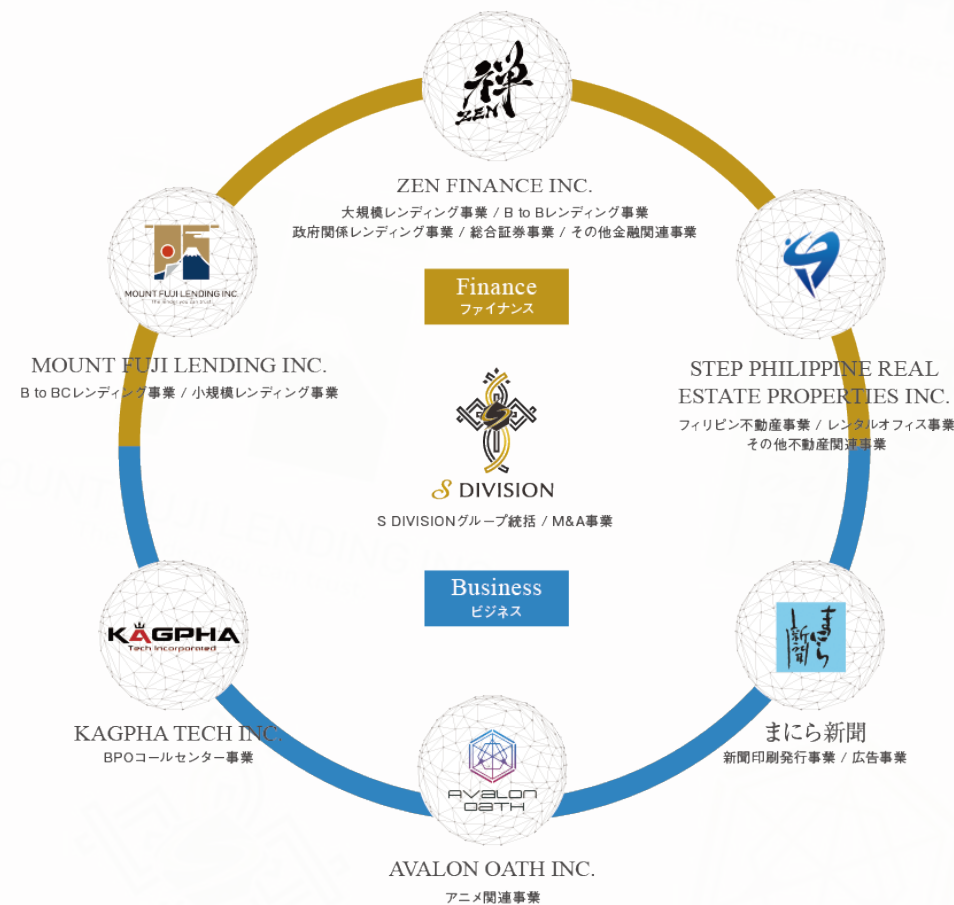 禅
ZEN
ZEN FINANCE INC.
大規模レンディング事業 / B to Bレンディング事業
政府関係レンディング事業 / 総合証券事業 / その他金融関連事業
MOUNT FUJI LENDING INC.
The lender you can trust.
MOUNT FUJI LENDING INC.
B to BCレンディング事業 / 小規模レンディング事業
Finance
ファイナンス
STEP PHILIPPINE REAL
ESTATE PROPERTIES INC.
フィリピン不動産事業 / レンタルオフィス事業
その他不動産関連事業
S DIVISION
S DIVISIONグループ統括 / M&A事業
Business
ビジネス
KAGPHA
Tech Incorporated
KAGPHA TECH INC.
BPOコールセンター事業
まにら
新聞
まにら新聞
新聞印刷発行事業 / 広告事業
AVALON
OATH
AVALON OATH INC.
アニメ関連事業